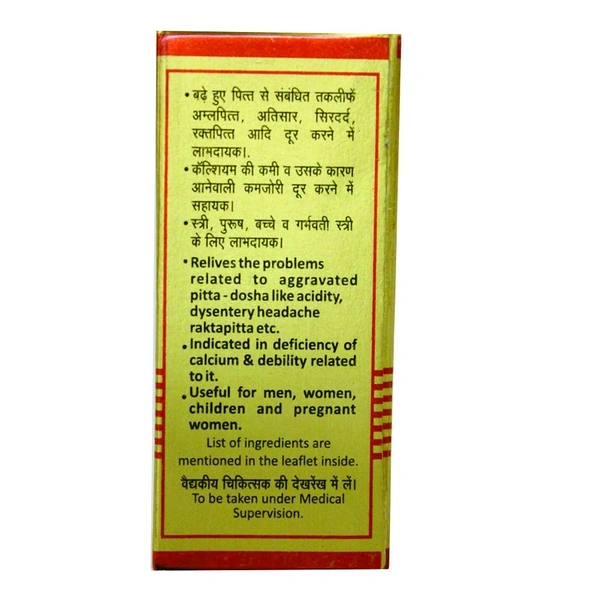 • बढ़े हुए पित्त से संबंधित तकलीफें
अम्लपित्त, अतिसार, सिरदर्द,
रक्तपित्त आदि दूर करने में
लाभदायक।.
• कॅल्शियम की कमी व उसके कारण
आनेवाली कमजोरी दूर करने में
सहायक।
• स्त्री, पुरूष, बच्चे व गर्भवती स्त्री
के लिए लाभदायक।
• Relives the problems
related to aggravated
pitta - dosha like acidity,
dysentery headache
raktapitta etc.
• Indicated in deficiency of
calcium & debility related
to it.
• Useful for men, women,
children and pregnant
women.
List of ingredients are
mentioned in the leaflet inside.
वैद्यकीय चिकित्सक की देखरेंख में लें।
To be taken under Medical
Supervision.